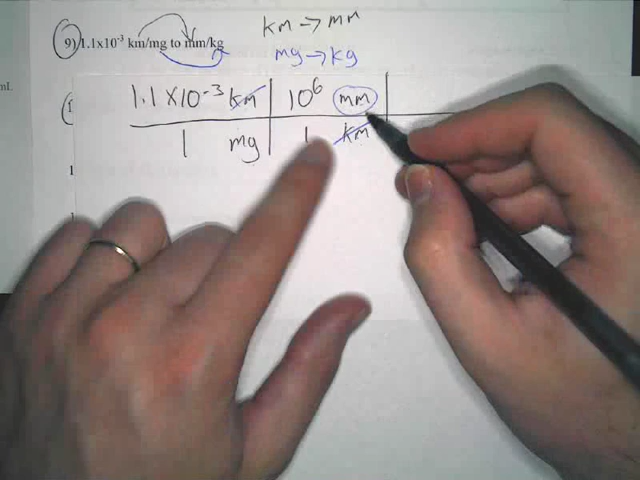 km → mm
9) 1.1x10⁻³ km/mg to mm/kg
mg → kg
mL
1.1 x 10⁻³ km | 10⁶ mm
1 mg | 1 km